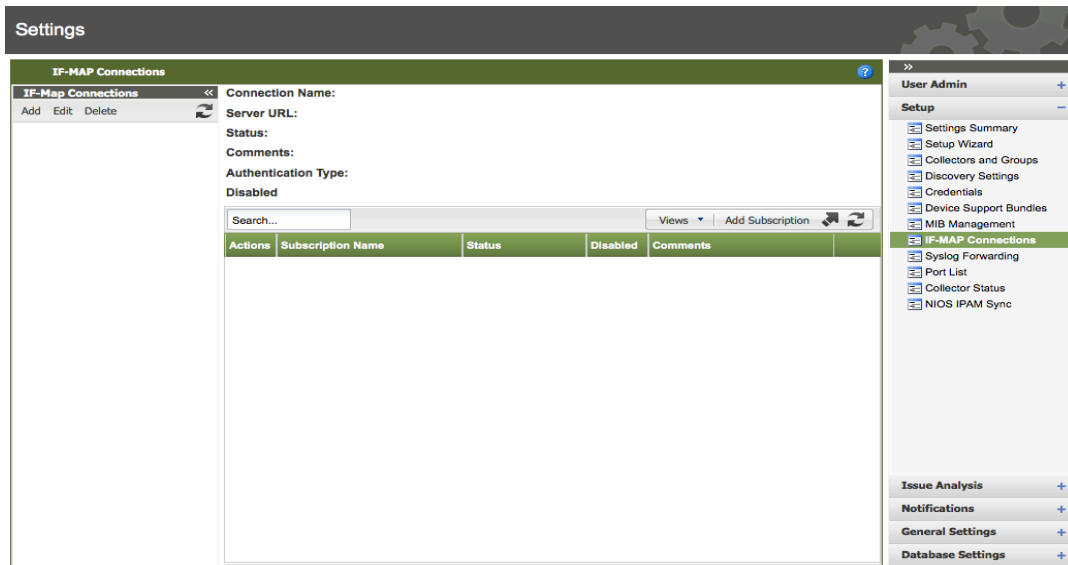 Settings
IF-MAP Connections
IF-Map Connections «
Add Edit Delete
Connection Name:
Server URL:
Status:
Comments:
Authentication Type:
Disabled
Search...
Views Add Subscription
Actions Subscription Name Status Disabled Comments
»
User Admin +
Setup −
Settings Summary
Setup Wizard
Collectors and Groups
Discovery Settings
Credentials
Device Support Bundles
MIB Management
IF-MAP Connections
Syslog Forwarding
Port List
Collector Status
NIOS IPAM Sync
Issue Analysis +
Notifications +
General Settings +
Database Settings +